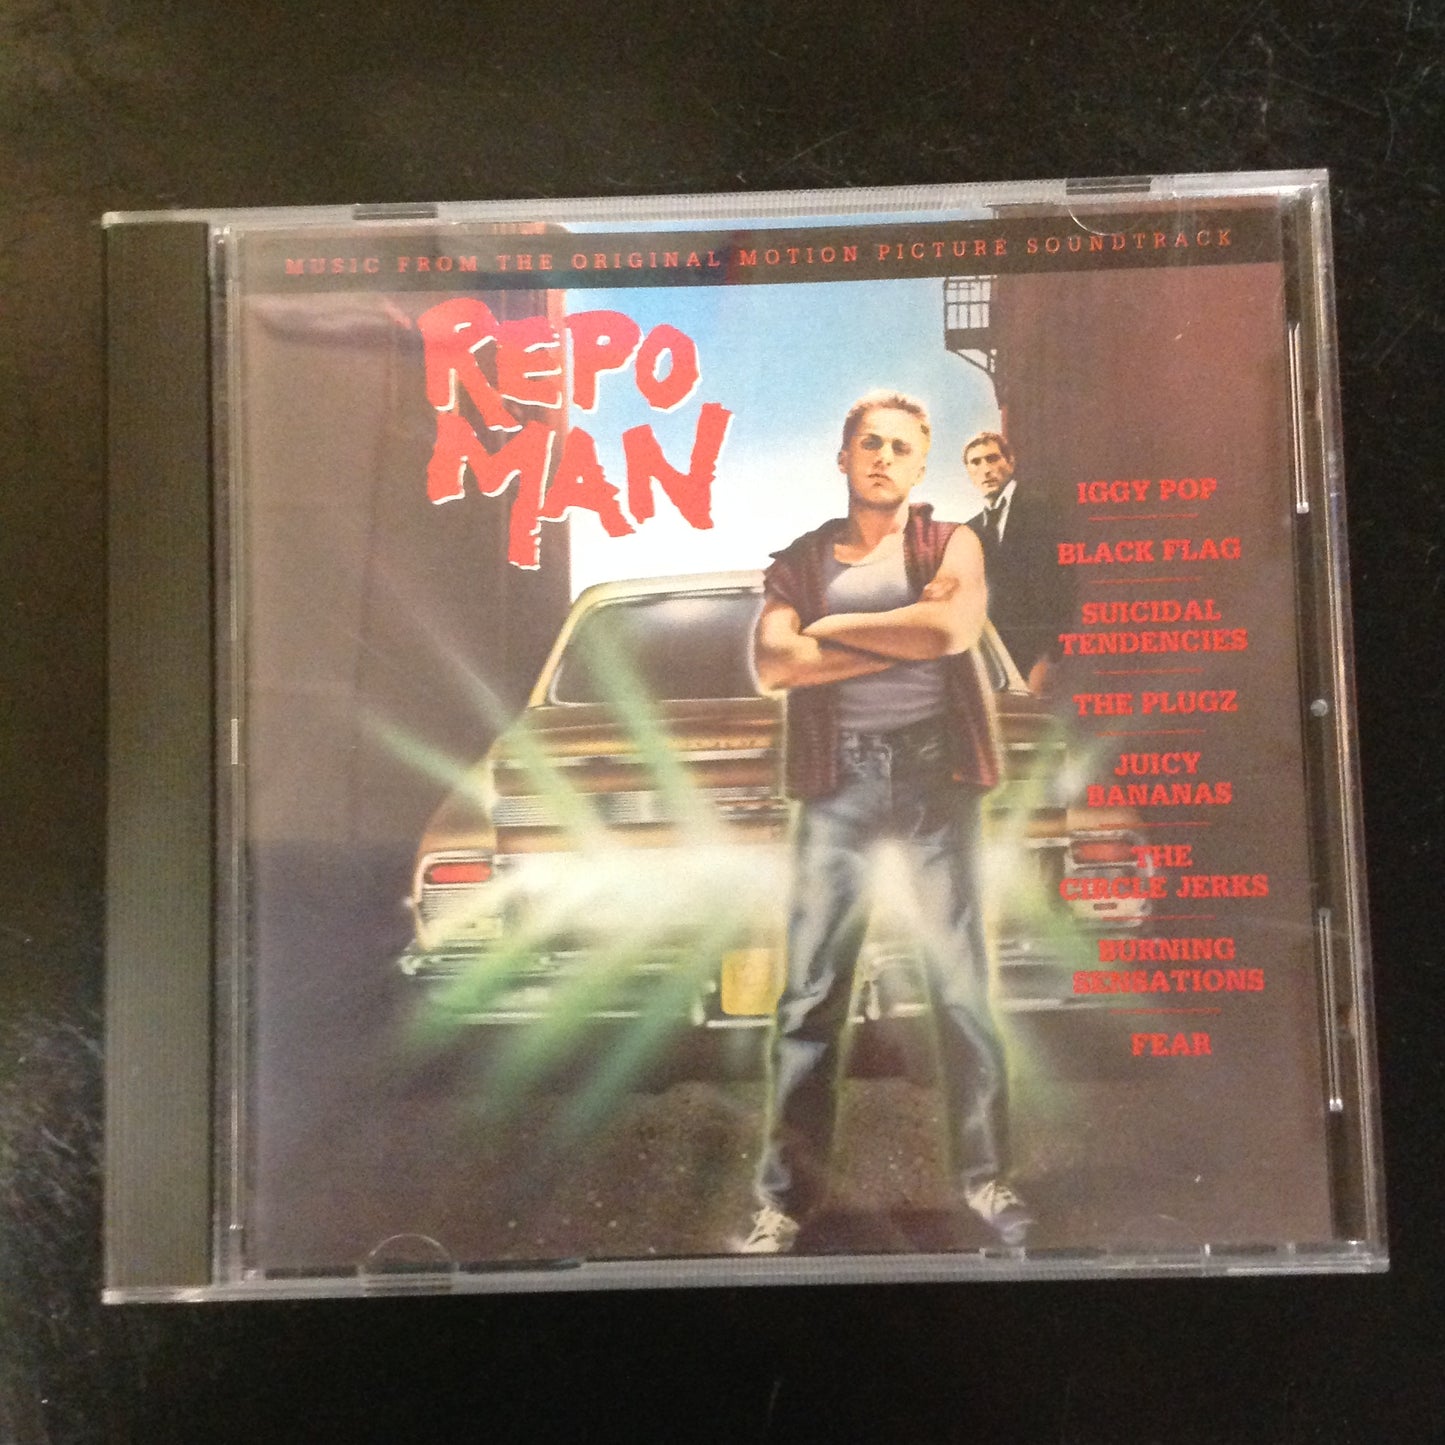 MUSIC FROM THE ORIGINAL MOTION PICTURE SOUNDTRACK
REPO
MAN
IGGY POP
BLACK FLAG
SUICIDAL
TENDENCIES
THE PLUGZ
JUICY
BANANAS
THE
CIRCLE JERKS
BURNING
SENSATIONS
FEAR